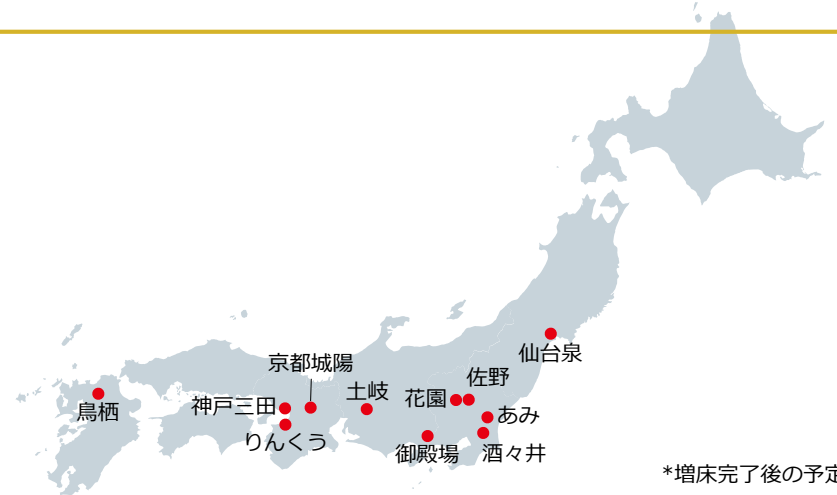 仙台泉
京都城陽
佐野
土岐
花園
神戸三田
鳥栖
あみ
りんくう
御殿場
酒々井
*増床完了後の予定